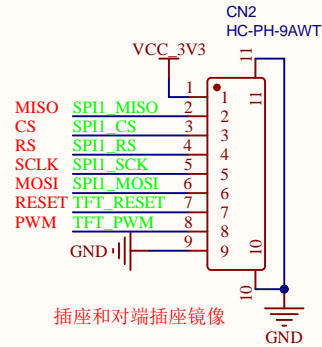 CN2
HC-PH-9AWT
VCC_3V3
11
1 1 11
MISO SPI1_MISO 2 2
CS SPI1_CS 3 3
RS SPI1_RS 4 4
SCLK SPI1_SCK 5 5
MOSI SPI1_MOSI 6 6
RESET TFT_RESET 7 7
PWM TFT_PWM 8 8
GND 9 9 10
10
插座和对端插座镜像
GND